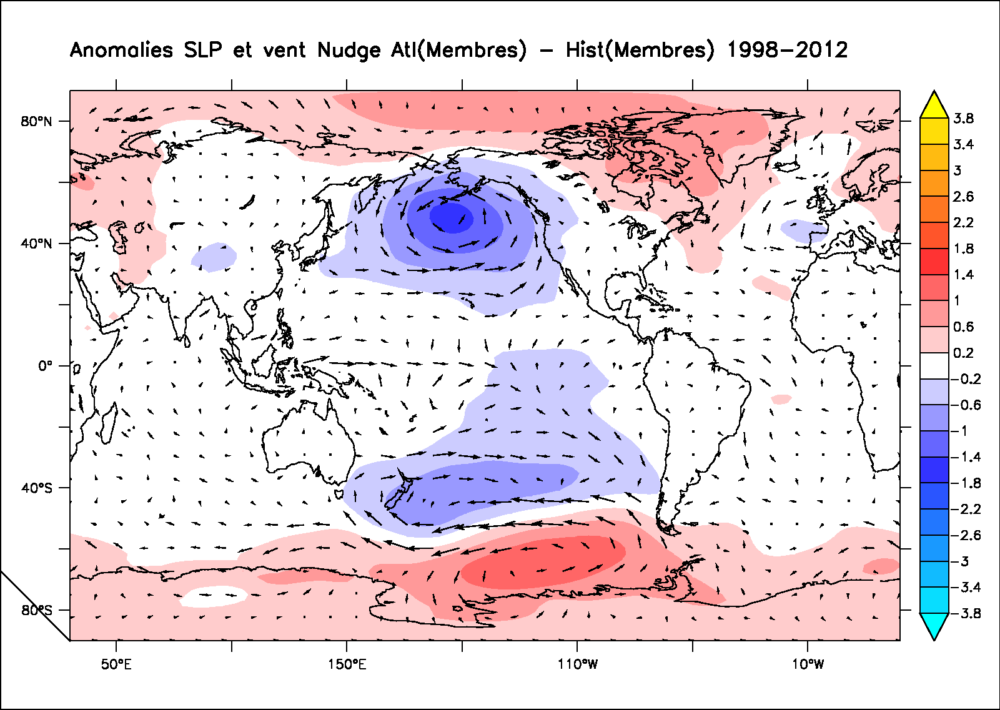 Anomalies SLP et vent Nudge Atl(Membres) − Hist(Membres) 1998−2012
80°N
40°N
0°
40°S
80°S
50°E
150°E
110°W
10°W
3.8
3.4
3
2.6
2.2
1.8
1.4
1
0.6
0.2
−0.2
−0.6
−1
−1.4
−1.8
−2.2
−2.6
−3
−3.4
−3.8